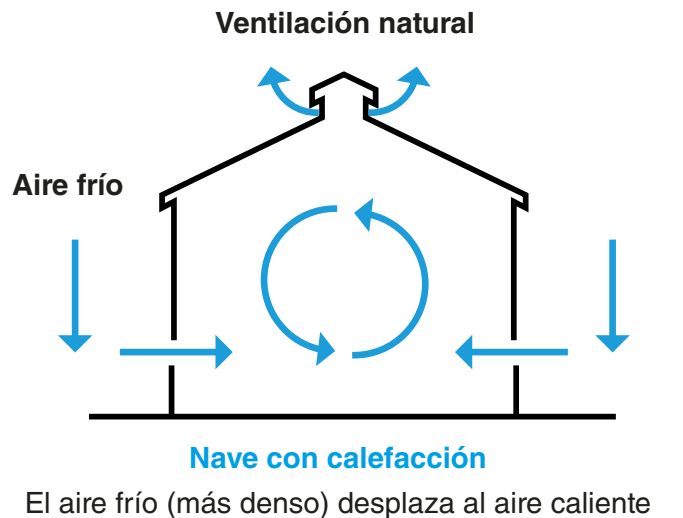 Ventilación natural
Aire frío
Nave con calefacción
El aire frío (más denso) desplaza al aire caliente